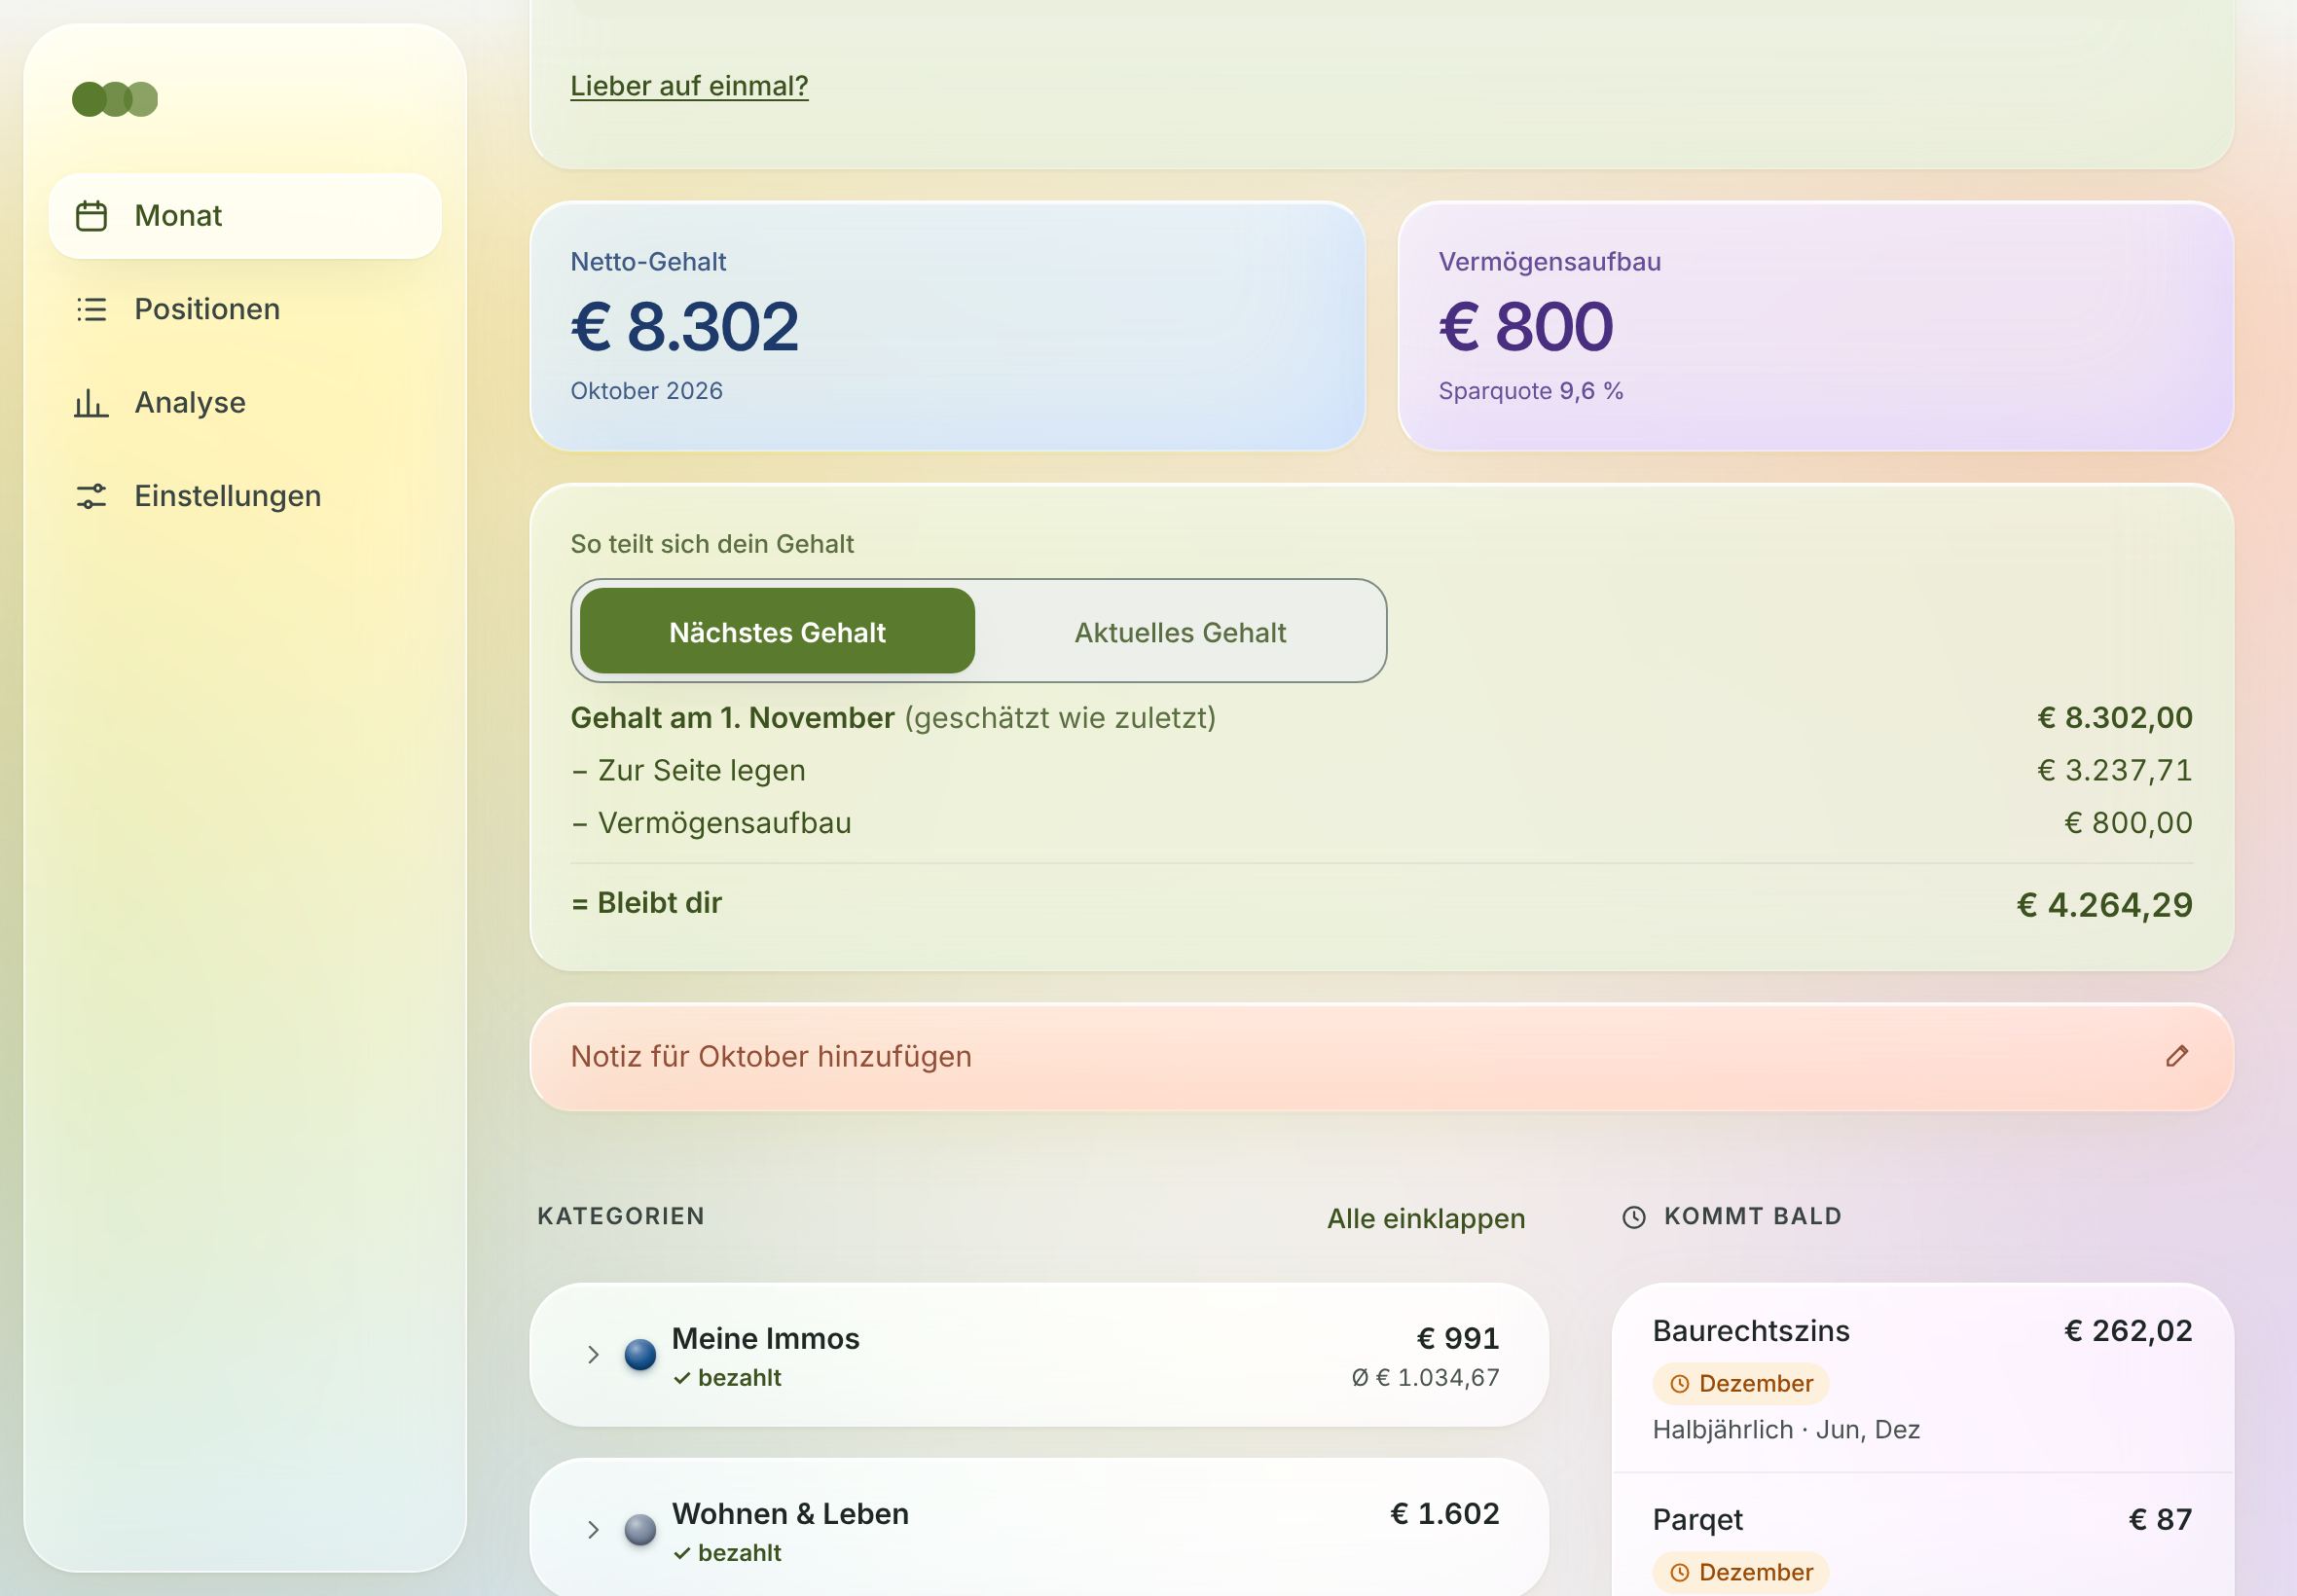 Lieber auf einmal?
Monat
Positionen
Analyse
Einstellungen
Netto-Gehalt
€ 8.302
Oktober 2026
Vermögensaufbau
€ 800
Sparquote 9,6 %
So teilt sich dein Gehalt
Nächstes Gehalt
Aktuelles Gehalt
Gehalt am 1. November (geschätzt wie zuletzt) € 8.302,00
− Zur Seite legen € 3.237,71
− Vermögensaufbau € 800,00
= Bleibt dir € 4.264,29
Notiz für Oktober hinzufügen
KATEGORIEN
Alle einklappen
Meine Immos € 991
✓ bezahlt Ø € 1.034,67
Wohnen & Leben € 1.602
✓ bezahlt
KOMMT BALD
Baurechtszins € 262,02
Dezember
Halbjährlich · Jun, Dez
Parqet € 87
Dezember